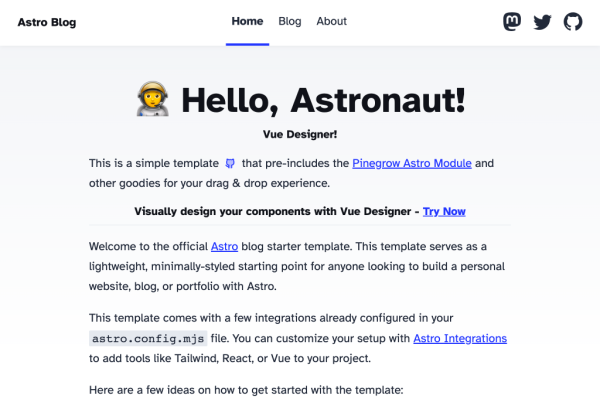 Astro Blog
Home Blog About
🧑‍🚀 Hello, Astronaut!
Vue Designer!
This is a simple template that pre-includes the Pinegrow Astro Module and
other goodies for your drag & drop experience.
Visually design your components with Vue Designer - Try Now
Welcome to the official Astro blog starter template. This template serves as a
lightweight, minimally-styled starting point for anyone looking to build a personal
website, blog, or portfolio with Astro.
This template comes with a few integrations already configured in your
astro.config.mjs file. You can customize your setup with Astro Integrations
to add tools like Tailwind, React, or Vue to your project.
Here are a few ideas on how to get started with the template: